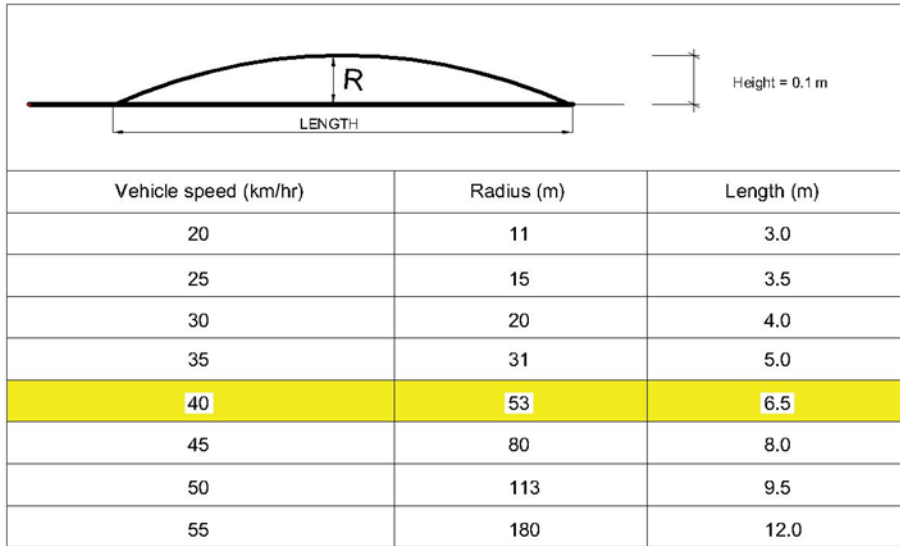 R
Height = 0.1 m
LENGTH
Vehicle speed (km/hr) Radius (m) Length (m)
20 11 3.0
25 15 3.5
30 20 4.0
35 31 5.0
40 53 6.5
45 80 8.0
50 113 9.5
55 180 12.0